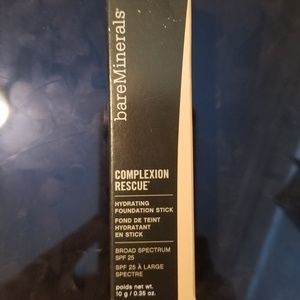 bareMinerals®
COMPLEXION
RESCUE™
HYDRATING
FOUNDATION STICK
FOND DE TEINT
HYDRATANT
EN STICK
BROAD SPECTRUM
SPF 25
SPF 25 À LARGE
SPECTRE
poids net wt.
10 g / 0.35 oz.